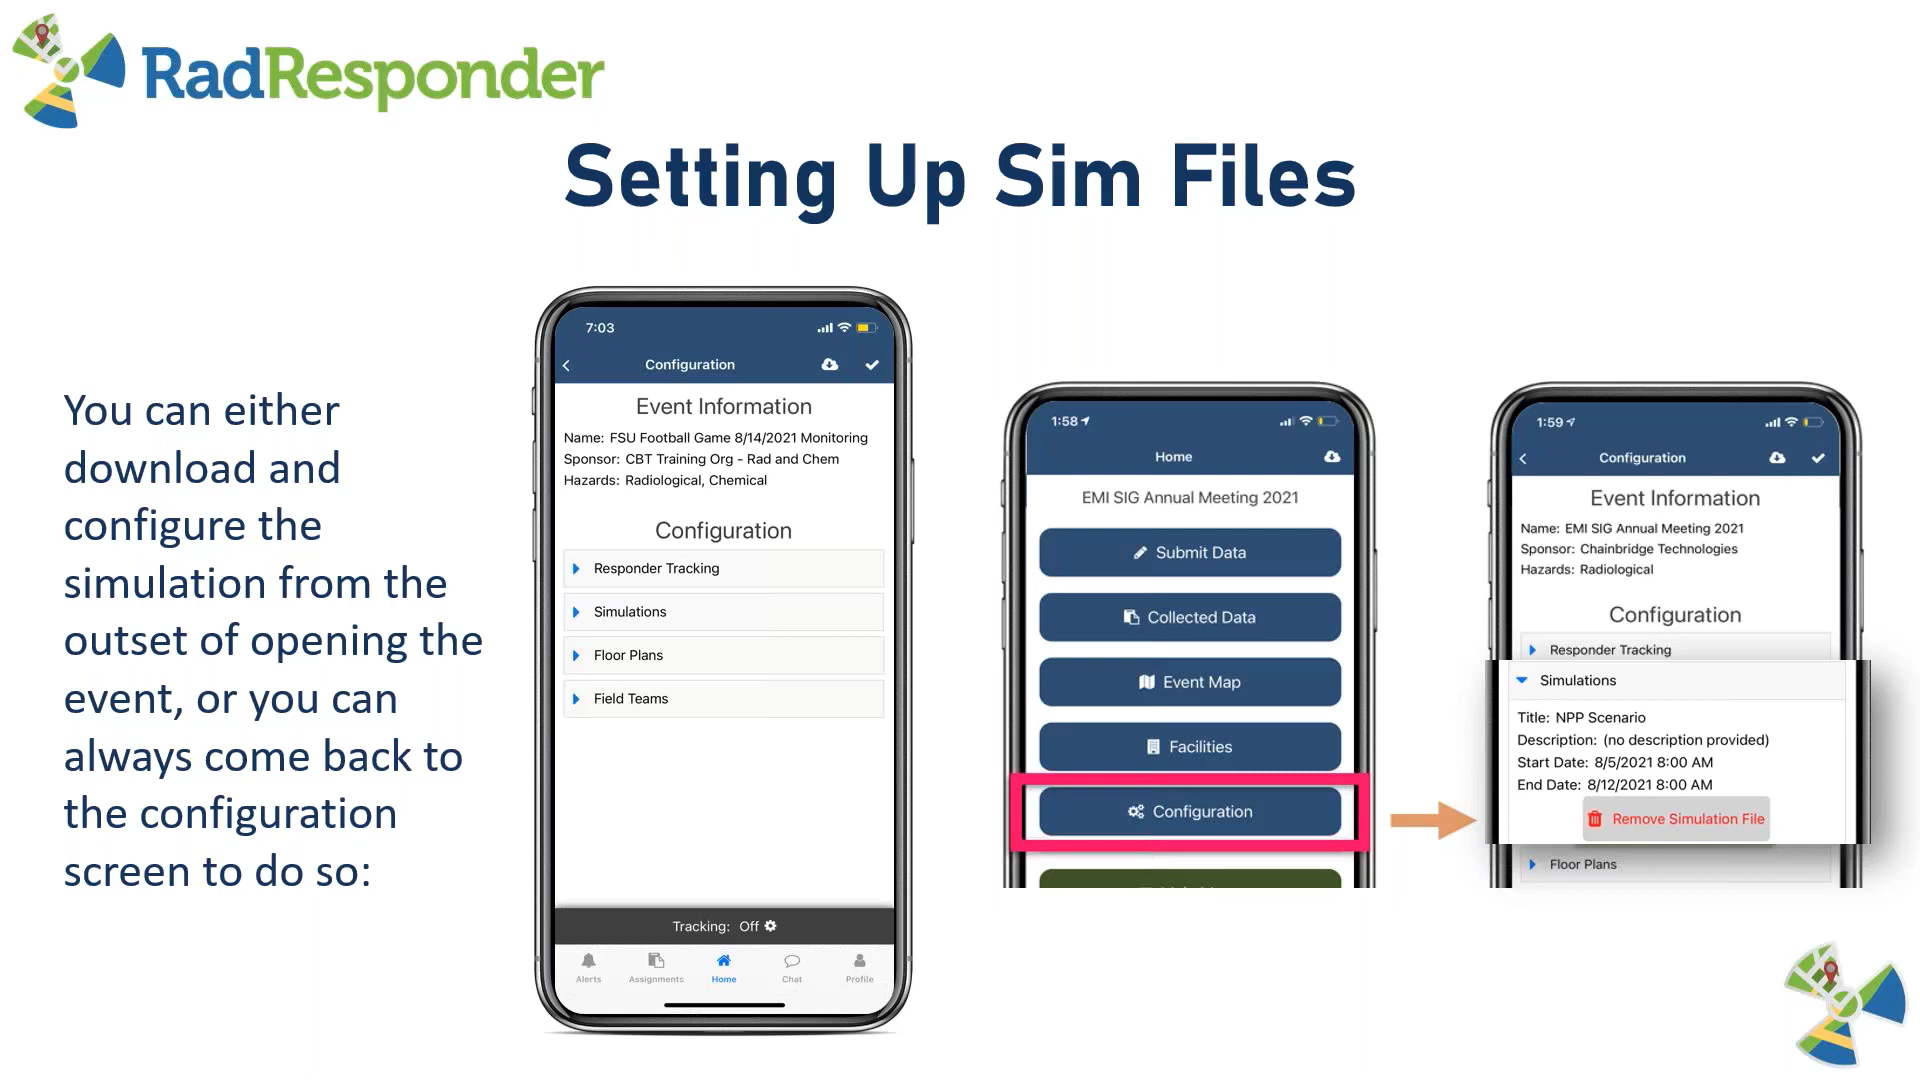 RadResponder
Setting Up Sim Files
You can either
download and
configure the
simulation from the
outset of opening the
event, or you can
always come back to
the configuration
screen to do so:
7:03
Configuration
Event Information
Name: FSU Football Game 8/14/2021 Monitoring
Sponsor: CBT Training Org - Rad and Chem
Hazards: Radiological, Chemical
Configuration
Responder Tracking
Simulations
Floor Plans
Field Teams
Tracking: Off
Alerts
Assignments
Home
Chat
Profile
1:58
Home
EMI SIG Annual Meeting 2021
Submit Data
Collected Data
Event Map
Facilities
Configuration
1:59
Configuration
Event Information
Name: EMI SIG Annual Meeting 2021
Sponsor: Chainbridge Technologies
Hazards: Radiological
Configuration
Responder Tracking
Simulations
Title: NPP Scenario
Description: (no description provided)
Start Date: 8/5/2021 8:00 AM
End Date: 8/12/2021 8:00 AM
Remove Simulation File
Floor Plans